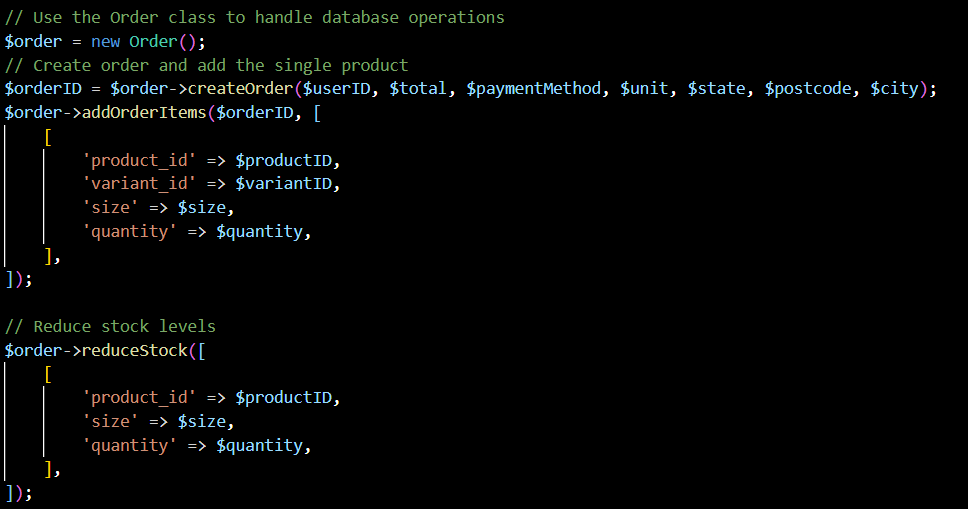 // Use the Order class to handle database operations
$order = new Order();
// Create order and add the single product
$orderID = $order->createOrder($userID, $total, $paymentMethod, $unit, $state, $postcode, $city);
$order->addOrderItems($orderID, [
    [
        'product_id' => $productID,
        'variant_id' => $variantID,
        'size' => $size,
        'quantity' => $quantity,
    ],
]);

// Reduce stock levels
$order->reduceStock([
    [
        'product_id' => $productID,
        'size' => $size,
        'quantity' => $quantity,
    ],
]);